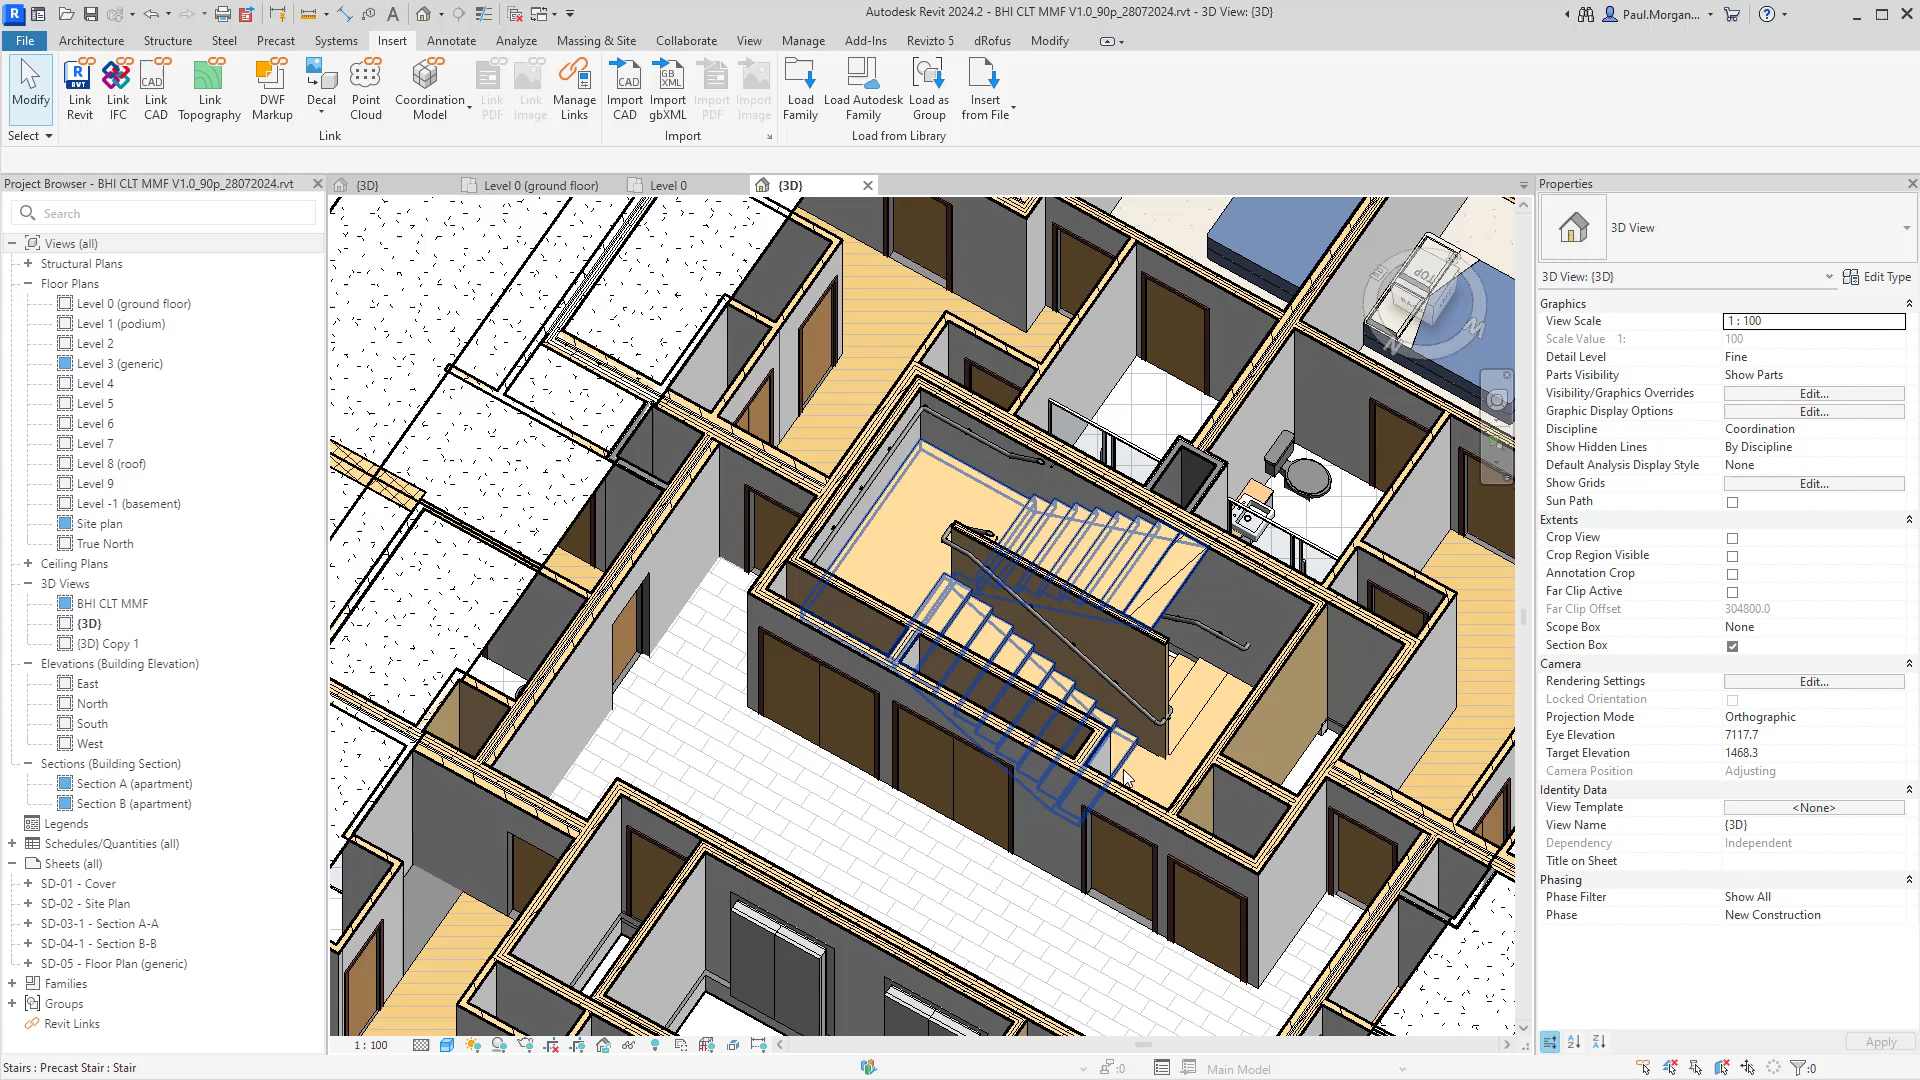 Autodesk Revit 2024.2 - BHI CLT MMF V1.0_90p_28072024.rvt - 3D View: {3D}
Paul.Morgan...
File Architecture Structure Steel Precast Systems Insert Annotate Analyze Massing & Site Collaborate View Manage Add-Ins Revizto 5 dRofus Modify
Modify
Link Revit
Link IFC
Link CAD
Link Topography
DWF Markup
Decal
Point Cloud
Coordination Model
Link PDF
Link Image
Manage Links
Import CAD
Import gbXML
Import PDF
Import Image
Load Family
Load Autodesk Family
Load as Group
Insert from File
Select
Link
Import
Load from Library
Project Browser - BHI CLT MMF V1.0_90p_28072024.rvt
{3D}
Level 0 (ground floor)
Level 0
{3D}
Search
Views (all)
Structural Plans
Floor Plans
Level 0 (ground floor)
Level 1 (podium)
Level 2
Level 3 (generic)
Level 4
Level 5
Level 6
Level 7
Level 8 (roof)
Level 9
Level -1 (basement)
Site plan
True North
Ceiling Plans
3D Views
BHI CLT MMF
{3D}
{3D} Copy 1
Elevations (Building Elevation)
East
North
South
West
Sections (Building Section)
Section A (apartment)
Section B (apartment)
Legends
Schedules/Quantities (all)
Sheets (all)
SD-01 - Cover
SD-02 - Site Plan
SD-03-1 - Section A-A
SD-04-1 - Section B-B
SD-05 - Floor Plan (generic)
Families
Groups
Revit Links
TOP
N
Properties
3D View
3D View: {3D}
Edit Type
Graphics
View Scale 1 : 100
Scale Value 1: 100
Detail Level Fine
Parts Visibility Show Parts
Visibility/Graphics Overrides Edit...
Graphic Display Options Edit...
Discipline Coordination
Show Hidden Lines By Discipline
Default Analysis Display Style None
Show Grids Edit...
Sun Path
Extents
Crop View
Crop Region Visible
Annotation Crop
Far Clip Active
Far Clip Offset 304800.0
Scope Box None
Section Box
Camera
Rendering Settings Edit...
Locked Orientation
Projection Mode Orthographic
Eye Elevation 7117.7
Target Elevation 1468.3
Camera Position Adjusting
Identity Data
View Template <None>
View Name {3D}
Dependency Independent
Title on Sheet
Phasing
Phase Filter Show All
Phase New Construction
Apply
1 : 100
Stairs : Precast Stair : Stair
:0
Main Model
:0